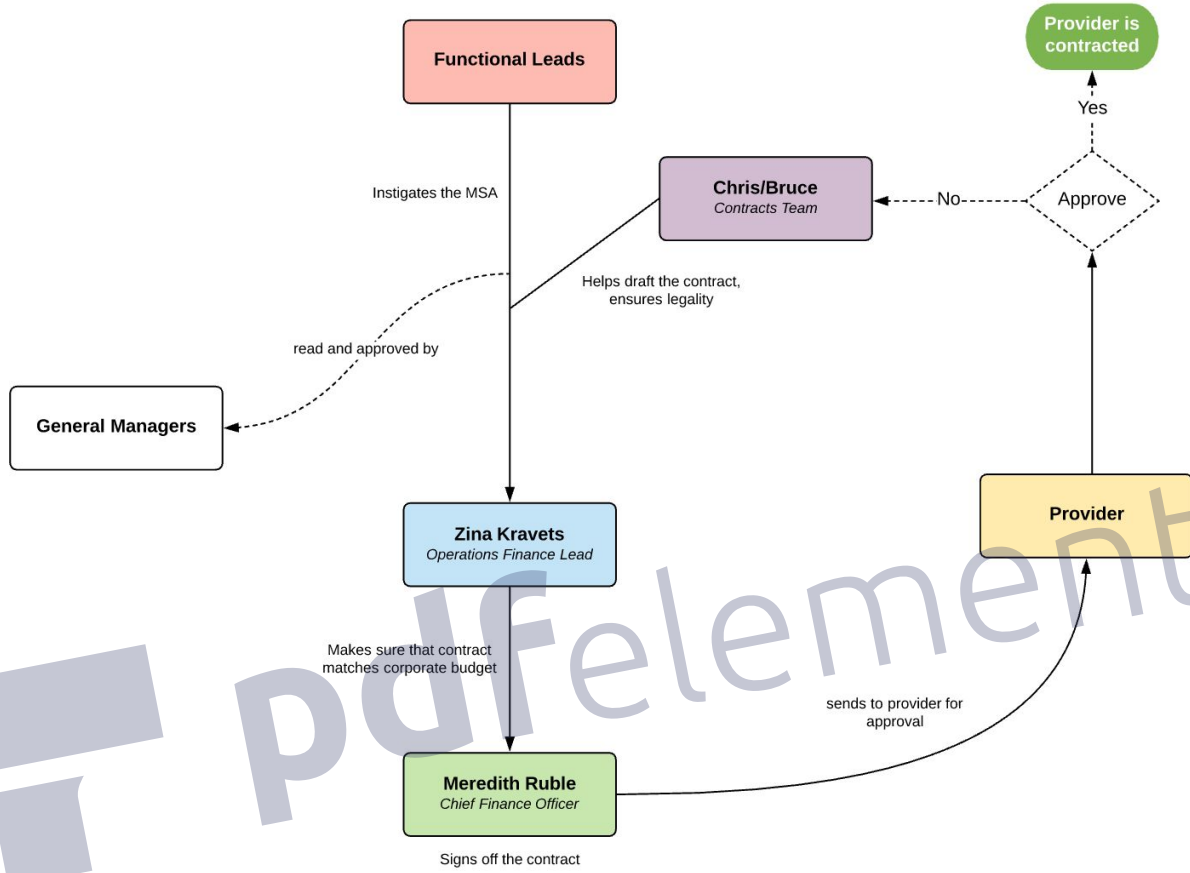 Provider is
contracted
Functional Leads
Yes
Instigates the MSA
Chris/Bruce
Contracts Team
No
Approve
Helps draft the contract,
ensures legality
read and approved by
General Managers
Zina Kravets
Operations Finance Lead
Provider
Makes sure that contract
matches corporate budget
sends to provider for
approval
Meredith Ruble
Chief Finance Officer
Signs off the contract
pdfelement